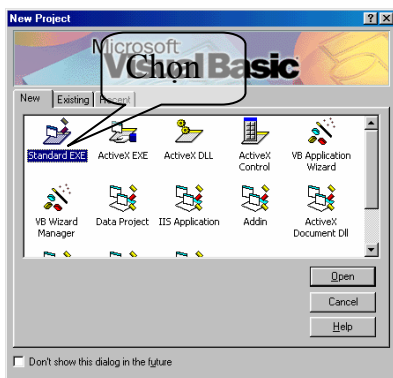 New Project
Microsoft
Visual Basic
Chọn
New Existing Recent
Standard EXE ActiveX EXE ActiveX DLL ActiveX Control VB Application Wizard
VB Wizard Manager Data Project IIS Application Addin ActiveX Document Dll
Open
Cancel
Help
Don't show this dialog in the future